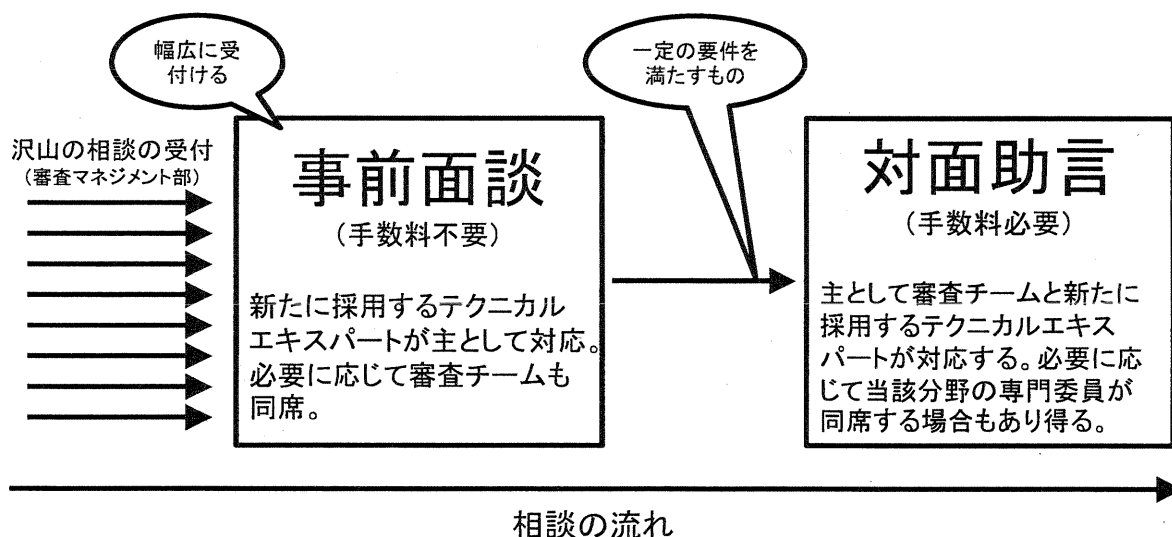 幅広に受
付ける
一定の要件を
満たすもの
沢山の相談の受付
(審査マネジメント部)
事前面談
(手数料不要)
新たに採用するテクニカル
エキスパートが主として対応。
必要に応じて審査チームも
同席。
対面助言
(手数料必要)
主として審査チームと新たに
採用するテクニカルエキス
パートが対応する。必要に応
じて当該分野の専門委員が
同席する場合もあり得る。
相談の流れ